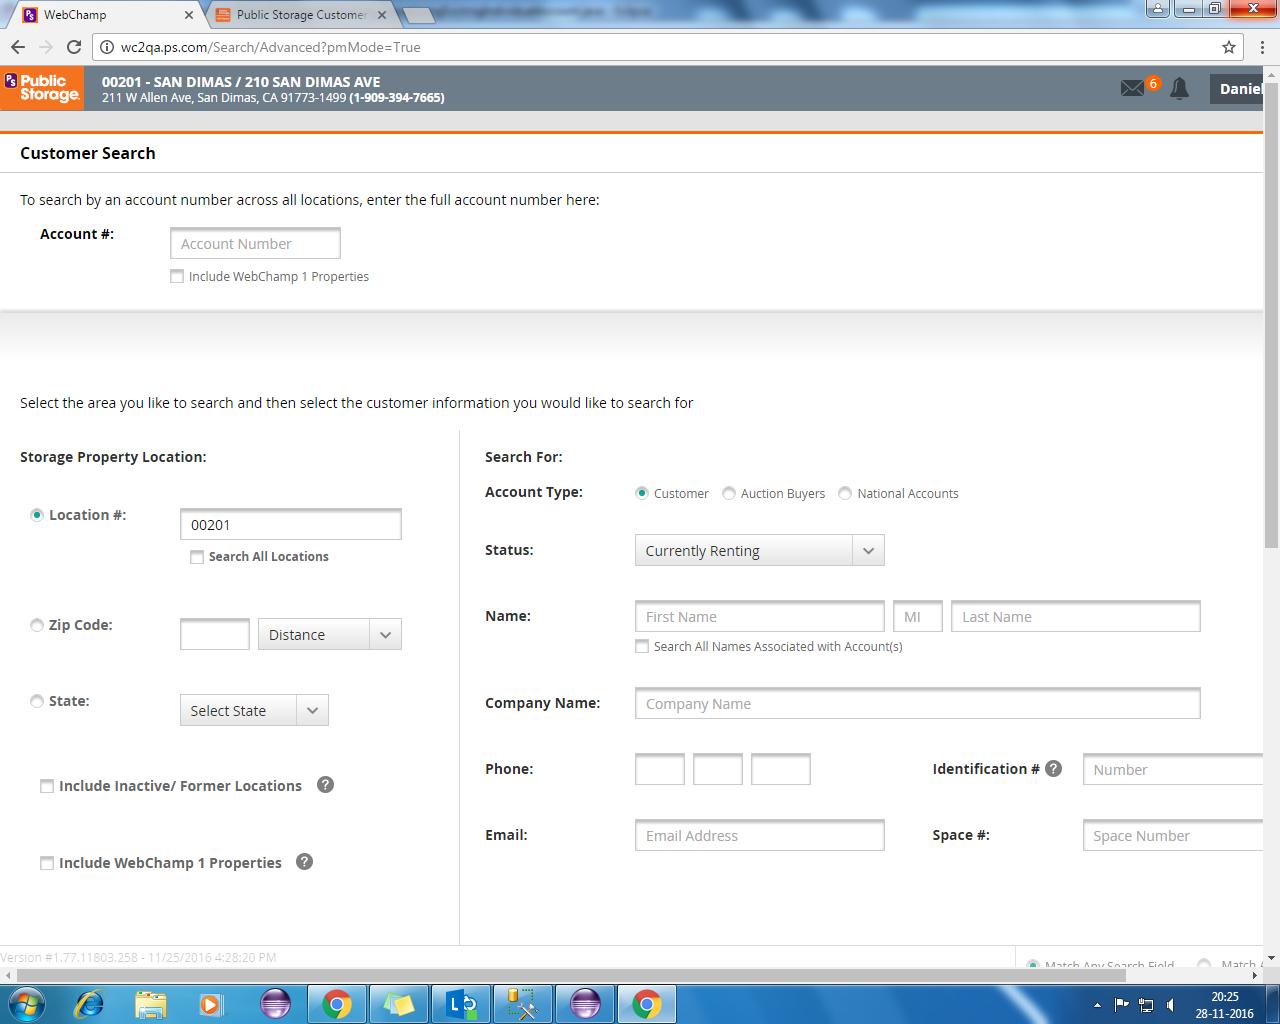 WebChamp
Public Storage Customer
wc2qa.ps.com/Search/Advanced?pmMode=True
PS Public Storage.
00201 - SAN DIMAS / 210 SAN DIMAS AVE
211 W Allen Ave, San Dimas, CA 91773-1499 (1-909-394-7665)
6
Daniel
Customer Search
To search by an account number across all locations, enter the full account number here:
Account #:
Account Number
Include WebChamp 1 Properties
Select the area you like to search and then select the customer information you would like to search for
Storage Property Location:
Location #:
00201
Search All Locations
Zip Code:
Distance
State:
Select State
Include Inactive/ Former Locations ?
Include WebChamp 1 Properties ?
Search For:
Account Type:
Customer
Auction Buyers
National Accounts
Status:
Currently Renting
Name:
First Name
MI
Last Name
Search All Names Associated with Account(s)
Company Name:
Company Name
Phone:
Identification # ?
Number
Email:
Email Address
Space #:
Space Number
Version #1.77.11803.258 - 11/25/2016 4:28:20 PM
Match Any Search Field
Match
20:25
28-11-2016